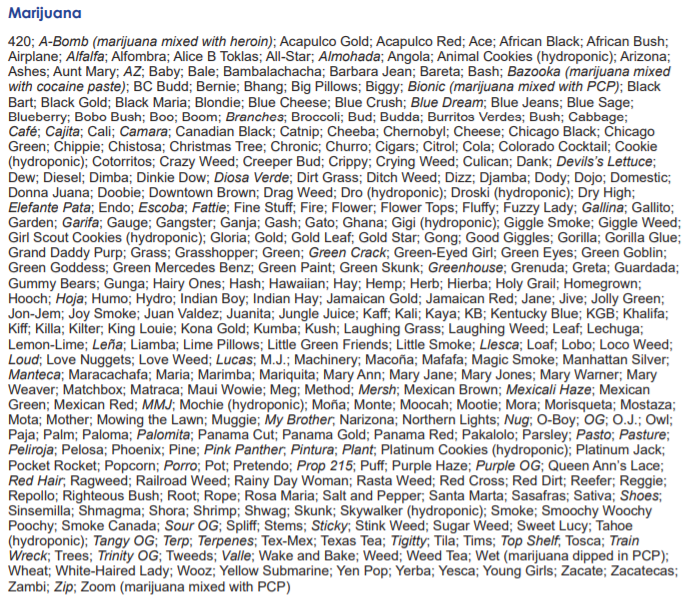 Marijuana
420; A-Bomb (marijuana mixed with heroin); Acapulco Gold; Acapulco Red; Ace; African Black; African Bush;
Airplane; Alfalfa; Alfombra; Alice B Toklas; All-Star; Almohada; Angola; Animal Cookies (hydroponic); Arizona;
Ashes; Aunt Mary; AZ; Baby; Bale; Bambalachacha; Barbara Jean; Bareta; Bash; Bazooka (marijuana mixed
with cocaine paste); BC Budd; Bernie; Bhang; Big Pillows; Biggy; Bionic (marijuana mixed with PCP); Black
Bart; Black Gold; Black Maria; Blondie; Blue Cheese; Blue Crush; Blue Dream; Blue Jeans; Blue Sage;
Blueberry; Bobo Bush; Boo; Boom; Branches; Broccoli; Bud; Budda; Burritos Verdes; Bush; Cabbage;
Café; Cajita; Cali; Camara; Canadian Black; Catnip; Cheeba; Chernobyl; Cheese; Chicago Black; Chicago
Green; Chippie; Chistosa; Christmas Tree; Chronic; Churro; Cigars; Citrol; Cola; Colorado Cocktail; Cookie
(hydroponic); Cotorritos; Crazy Weed; Creeper Bud; Crippy; Crying Weed; Culican; Dank; Devils's Lettuce;
Dew; Diesel; Dimba; Dinkie Dow; Diosa Verde; Dirt Grass; Ditch Weed; Dizz; Djamba; Dody; Dojo; Domestic;
Donna Juana; Doobie; Downtown Brown; Drag Weed; Dro (hydroponic); Droski (hydroponic); Dry High;
Elefante Pata; Endo; Escoba; Fattie; Fine Stuff; Fire; Flower; Flower Tops; Fluffy; Fuzzy Lady; Gallina; Gallito;
Garden; Garifa; Gauge; Gangster; Ganja; Gash; Gato; Ghana; Gigi (hydroponic); Giggle Smoke; Giggle Weed;
Girl Scout Cookies (hydroponic); Gloria; Gold; Gold Leaf; Gold Star; Gong; Good Giggles; Gorilla; Gorilla Glue;
Grand Daddy Purp; Grass; Grasshopper; Green; Green Crack; Green-Eyed Girl; Green Eyes; Green Goblin;
Green Goddess; Green Mercedes Benz; Green Paint; Green Skunk; Greenhouse; Grenuda; Greta; Guardada;
Gummy Bears; Gunga; Hairy Ones; Hash; Hawaiian; Hay; Hemp; Herb; Hierba; Holy Grail; Homegrown;
Hooch; Hoja; Humo; Hydro; Indian Boy; Indian Hay; Jamaican Gold; Jamaican Red; Jane; Jive; Jolly Green;
Jon-Jem; Joy Smoke; Juan Valdez; Juanita; Jungle Juice; Kaff; Kali; Kaya; KB; Kentucky Blue; KGB; Khalifa;
Kiff; Killa; Kilter; King Louie; Kona Gold; Kumba; Kush; Laughing Grass; Laughing Weed; Leaf; Lechuga;
Lemon-Lime; Leña; Liamba; Lime Pillows; Little Green Friends; Little Smoke; Llesca; Loaf; Lobo; Loco Weed;
Loud; Love Nuggets; Love Weed; Lucas; M.J.; Machinery; Macoña; Mafafa; Magic Smoke; Manhattan Silver;
Manteca; Maracachafa; Maria; Marimba; Mariquita; Mary Ann; Mary Jane; Mary Jones; Mary Warner; Mary
Weaver; Matchbox; Matraca; Maui Wowie; Meg; Method; Mersh; Mexican Brown; Mexicali Haze; Mexican
Green; Mexican Red; MMJ; Mochie (hydroponic); Moña; Monte; Moocah; Mootie; Mora; Morisqueta; Mostaza;
Mota; Mother; Mowing the Lawn; Muggie; My Brother; Narizona; Northern Lights; Nug; O-Boy; OG; O.J.; Owl;
Paja; Palm; Paloma; Palomita; Panama Cut; Panama Gold; Panama Red; Pakalolo; Parsley; Pasto; Pasture;
Peliroja; Pelosa; Phoenix; Pine; Pink Panther; Pintura; Plant; Platinum Cookies (hydroponic); Platinum Jack;
Pocket Rocket; Popcorn; Porro; Pot; Pretendo; Prop 215; Puff; Purple Haze; Purple OG; Queen Ann's Lace;
Red Hair; Ragweed; Railroad Weed; Rainy Day Woman; Rasta Weed; Red Cross; Red Dirt; Reefer; Reggie;
Repollo; Righteous Bush; Root; Rope; Rosa Maria; Salt and Pepper; Santa Marta; Sasafras; Sativa; Shoes;
Sinsemilla; Shmagma; Shora; Shrimp; Shwag; Skunk; Skywalker (hydroponic); Smoke; Smoochy Woochy
Poochy; Smoke Canada; Sour OG; Spliff; Stems; Sticky; Stink Weed; Sugar Weed; Sweet Lucy; Tahoe
(hydroponic); Tangy OG; Terp; Terpenes; Tex-Mex; Texas Tea; Tigitty; Tila; Tims; Top Shelf; Tosca; Train
Wreck; Trees; Trinity OG; Tweeds; Valle; Wake and Bake; Weed; Weed Tea; Wet (marijuana dipped in PCP);
Wheat; White-Haired Lady; Wooz; Yellow Submarine; Yen Pop; Yerba; Yesca; Young Girls; Zacate; Zacatecas;
Zambi; Zip; Zoom (marijuana mixed with PCP)